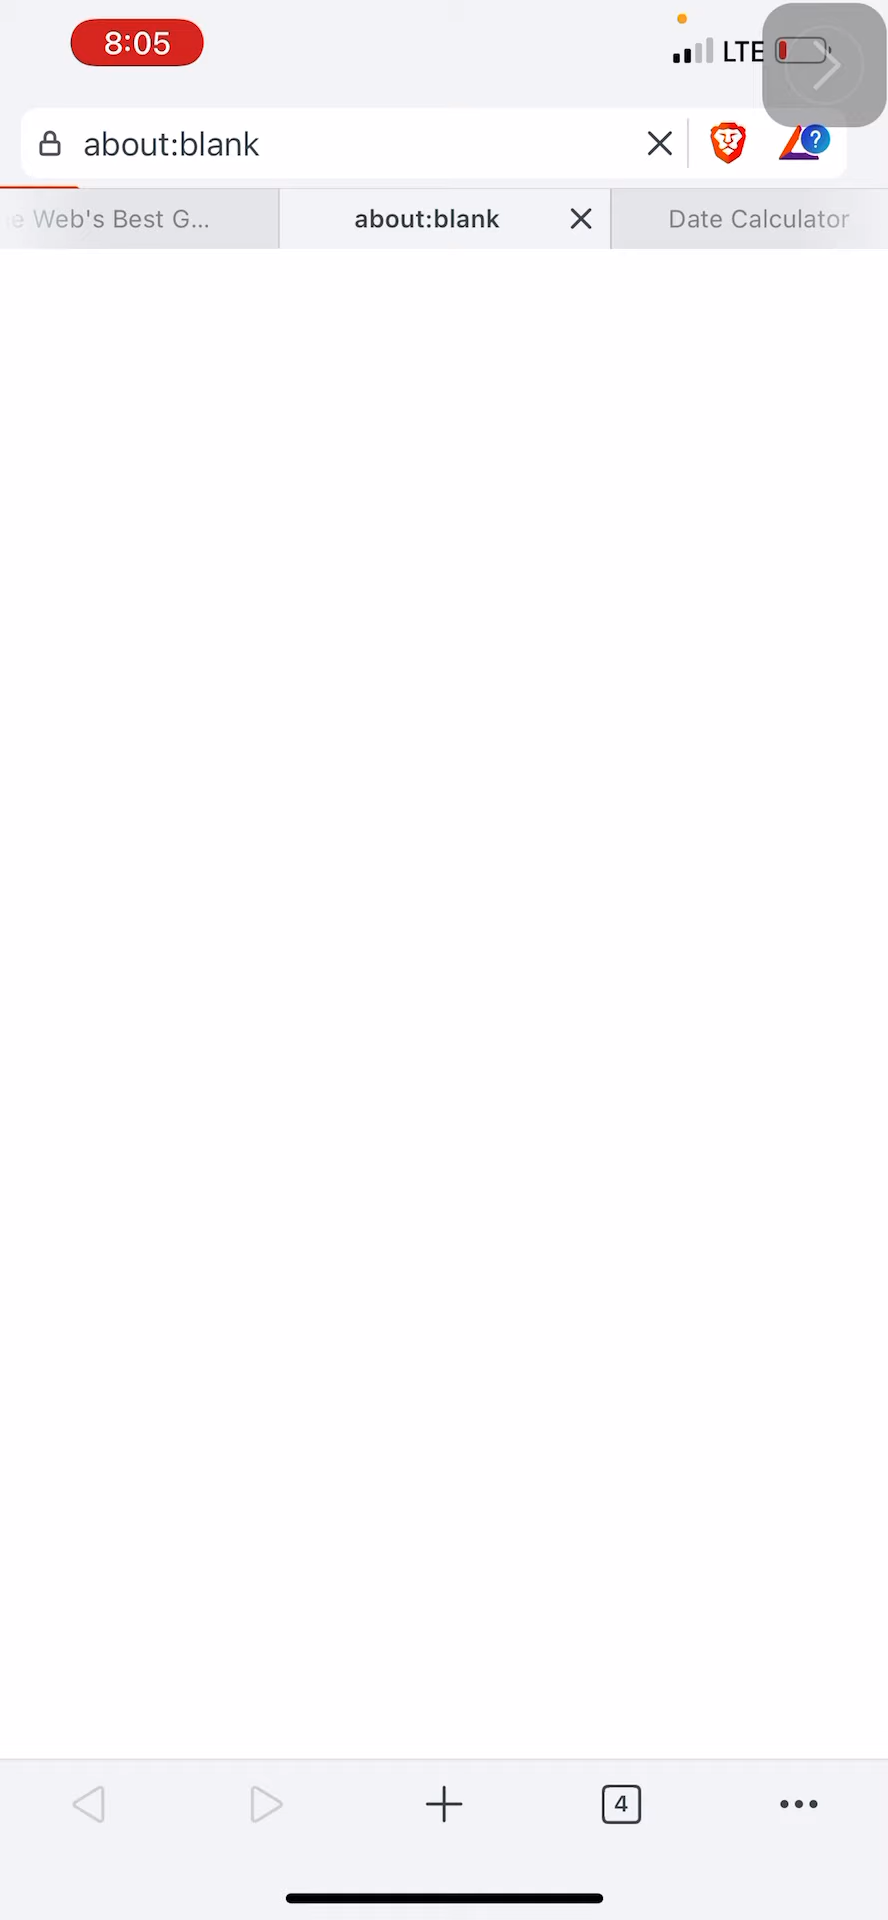 8:05
LTE
about:blank
?
e Web's Best G...
about:blank
Date Calculator
4